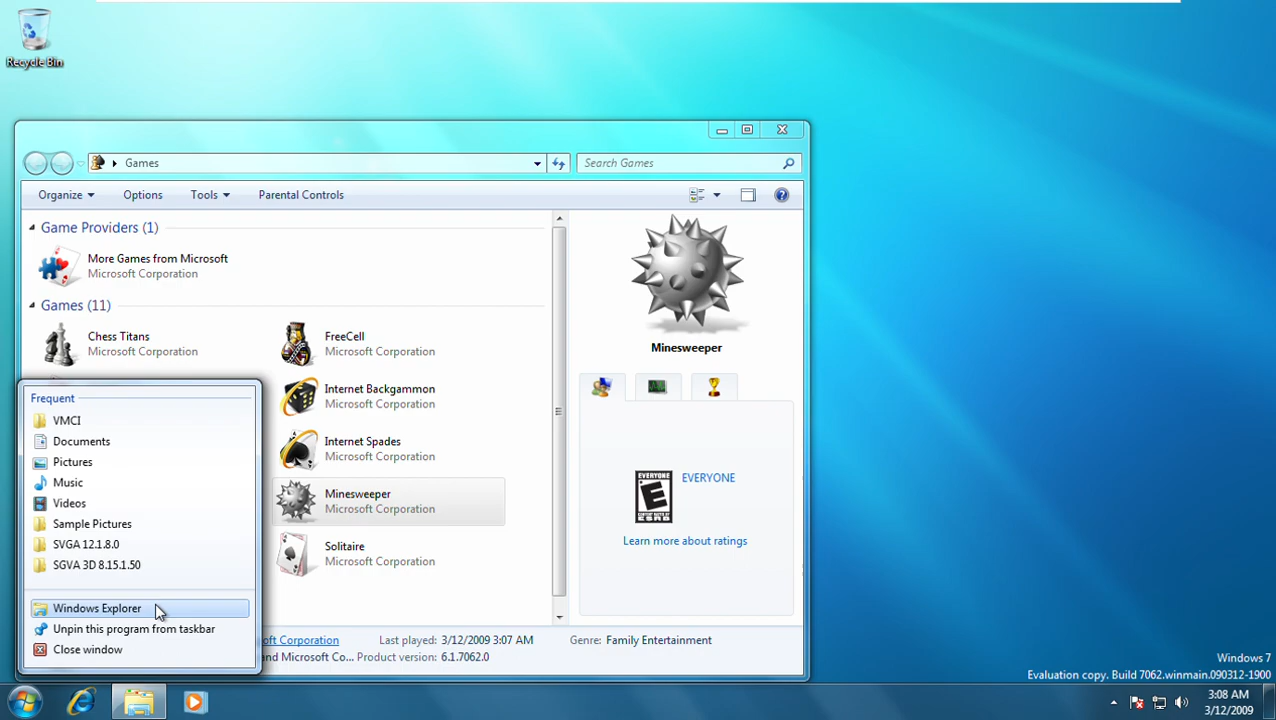 Recycle Bin
Games
Search Games
Organize
Options
Tools
Parental Controls
Game Providers (1)
More Games from Microsoft
Microsoft Corporation
Games (11)
Chess Titans
Microsoft Corporation
FreeCell
Microsoft Corporation
Internet Backgammon
Microsoft Corporation
Internet Spades
Microsoft Corporation
Minesweeper
Microsoft Corporation
Solitaire
Microsoft Corporation
Minesweeper
EVERYONE
E
EVERYONE
Learn more about ratings
Frequent
VMCI
Documents
Pictures
Music
Videos
Sample Pictures
SVGA 12.1.8.0
SGVA 3D 8.15.1.50
Windows Explorer
Unpin this program from taskbar
Close window
Corporation
Last played: 3/12/2009 3:07 AM
Genre: Family Entertainment
and Microsoft Co...
Product version: 6.1.7062.0
Windows 7
Evaluation copy. Build 7062.winmain.090312-1900
3:08 AM
3/12/2009